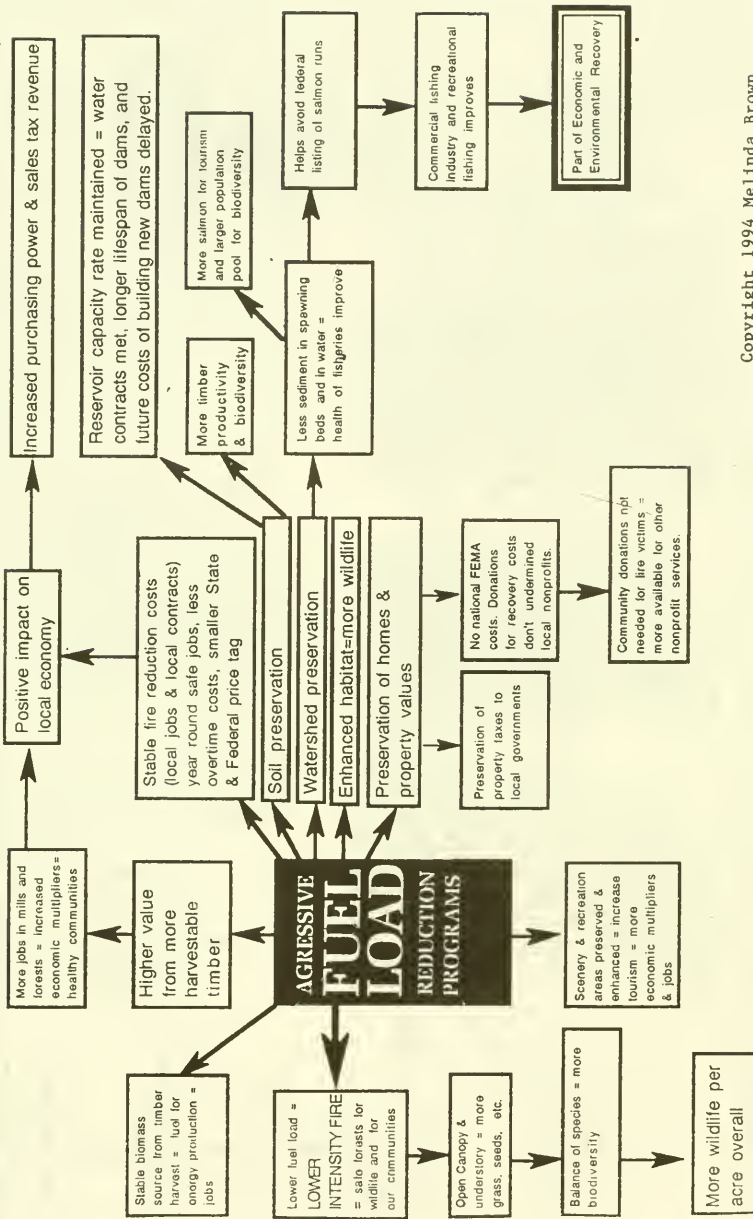 Stable biomass
source from timber
harvest = fuel for
energy production =
jobs
More jobs in mills and
forests = increased
economic multipliers=
healthy communities
Positive impact on
local economy
Increased purchasing power & sales tax revenue
Higher value
from more
harvestable
timber
Stable fire reduction costs
(local jobs & local contracts)
year round safe jobs, less
overtime costs, smaller State
& Federal price tag
Reservoir capacity rate maintained = water
contracts met, longer lifespan of dams, and
future costs of building new dams delayed.
AGRESSIVE
FUEL
LOAD
REDUCTION
PROGRAMS
Soil preservation
Watershed preservation
Enhanced habitat=more wildlife
Preservation of homes &
property values
More timber
productivity
& biodiversity
More salmon for tourism
and larger population
pool for biodiversity
Less sediment in spawning
beds and in water =
health of fisheries improve
Helps avoid federal
listing of salmon runs
Commercial fishing
Industry and recreational
fishing improves
Part of Economic and
Environmental Recovery
Lower fuel load =
LOWER
INTENSITY FIRE
= safe forests for
wildlife and for
our communities
Open Canopy &
understory = more
grass, seeds, etc.
Balance of species = more
biodiversity
More wildlife per
acre overall
Scenery & recreation
areas preserved &
enhanced = increase
tourism = more
economic multipliers
& jobs
Preservation of
property taxes to
local governments
No national FEMA
costs. Donations
for recovery costs
don't undermined
local nonprofits.
Community donations not
needed for fire victims =
more available for other
nonprofit services.
Copyright 1994 Melinda Brown